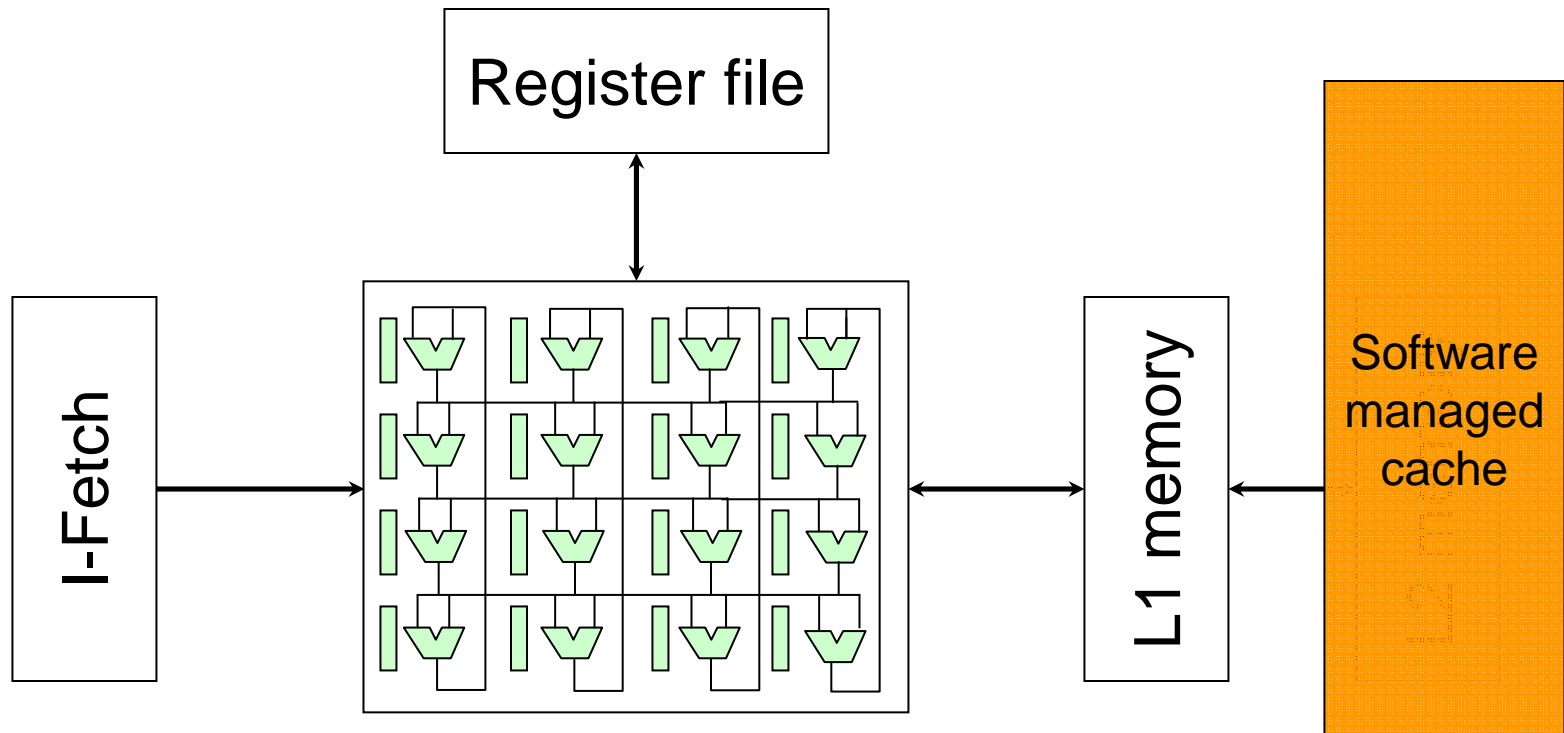 Register file
I-Fetch
L1 memory
Software
managed
cache